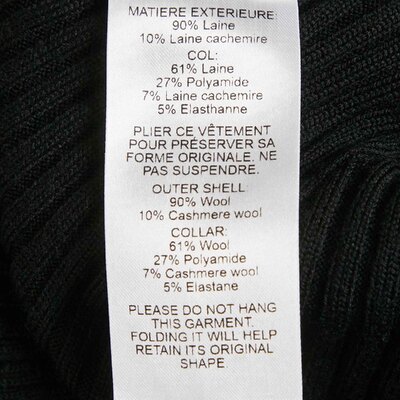 MATIERE EXTERIEURE
90% Laine
10% Laine cachemire
COL:
61% Laine
27% Polyamide
7% Laine cachemire
5% Elasthanne
PLIER CE VÊTEMENT
POUR PRÉSERVER SA
FORME ORIGINALE. NE
PAS SUSPENDRE.
OUTER SHELL
90% Wool
10% Cashmere wool
COLLAR:
61% Wool
27% Polyamide
7% Cashmere wool
5% Elastane
PLEASE DO NOT HANG
THIS GARMENT.
FOLDING IT WILL HELP
RETAIN ITS ORIGINAL
SHAPE.